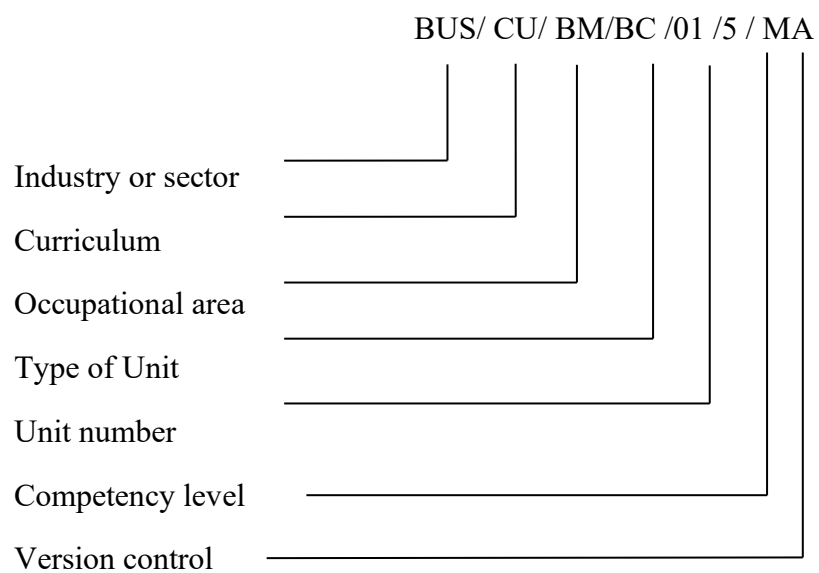 BUS/ CU/ BM/BC /01 /5 / MA
Industry or sector
Curriculum
Occupational area
Type of Unit
Unit number
Competency level
Version control